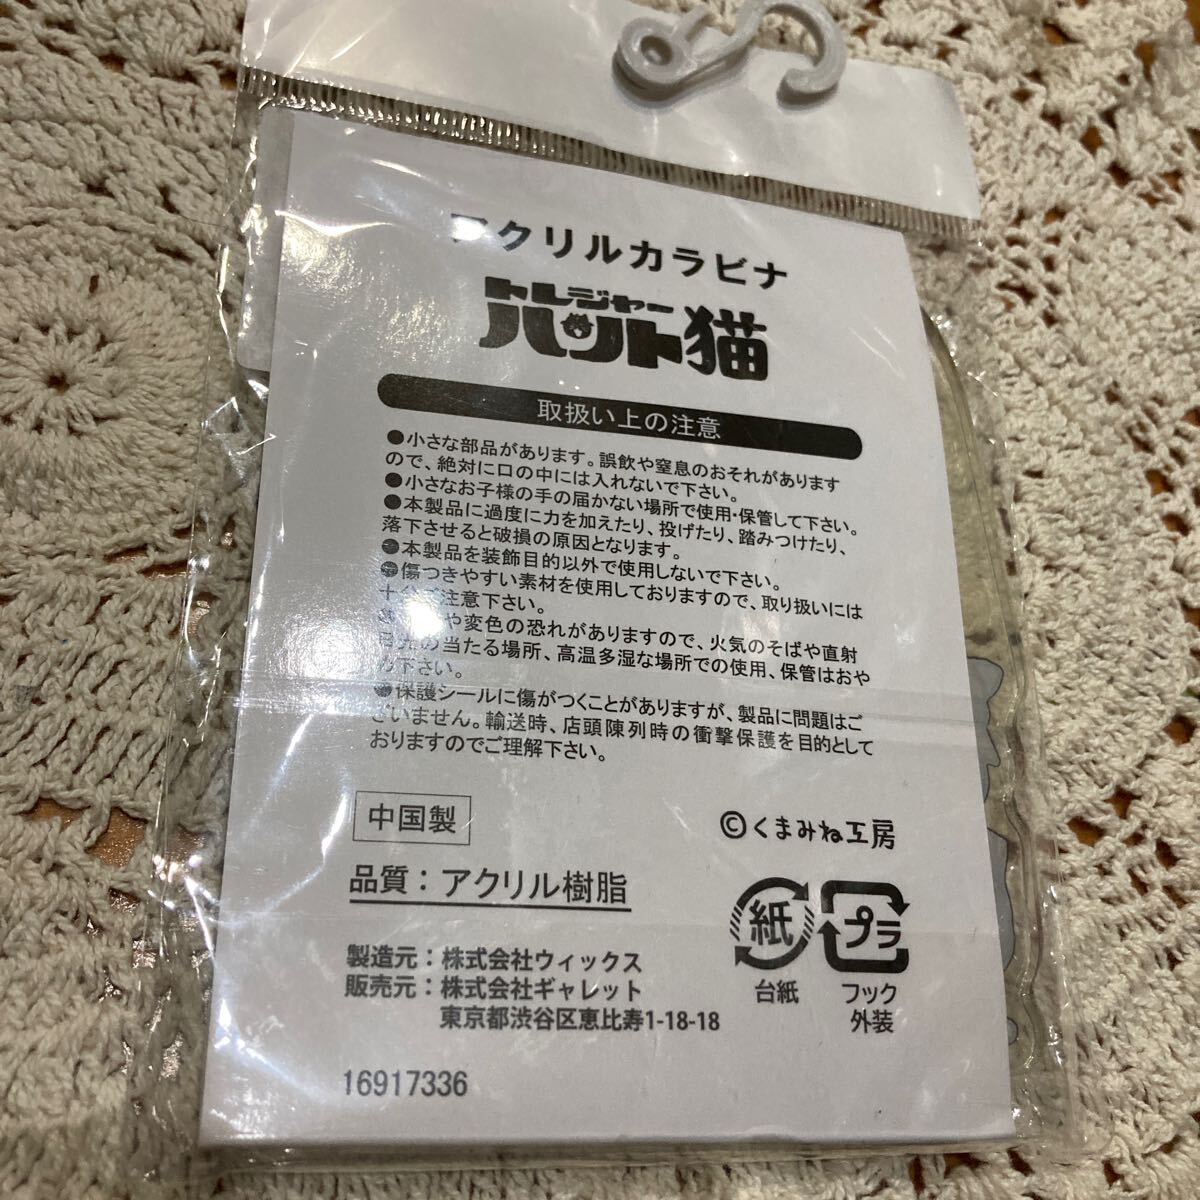 アクリルカラビナ
トレジャー
ハント猫
取扱い上の注意
●小さな部品があります。誤飲や窒息のおそれがあります
ので、絶対に口の中には入れないで下さい。
●小さなお子様の手の届かない場所で使用・保管して下さい。
●本製品に過度に力を加えたり、投げたり、踏みつけたり、
落下させると破損の原因となります。
●本製品を装飾目的以外で使用しないで下さい。
●傷つきやすい素材を使用しておりますので、取り扱いには
十分ご注意下さい。
や変色の恐れがありますので、火気のそばや直射
日光の当たる場所、高温多湿な場所での使用、保管はおや
め下さい。
●保護シールに傷がつくことがありますが、製品に問題はご
ざいません。輸送時、店頭陳列時の衝撃保護を目的として
おりますのでご理解下さい。
中国製
©くまみね工房
品質：アクリル樹脂
紙
プラ
台紙
フック
外装
製造元：株式会社ウィックス
販売元：株式会社ギャレット
東京都渋谷区恵比寿1-18-18
16917336